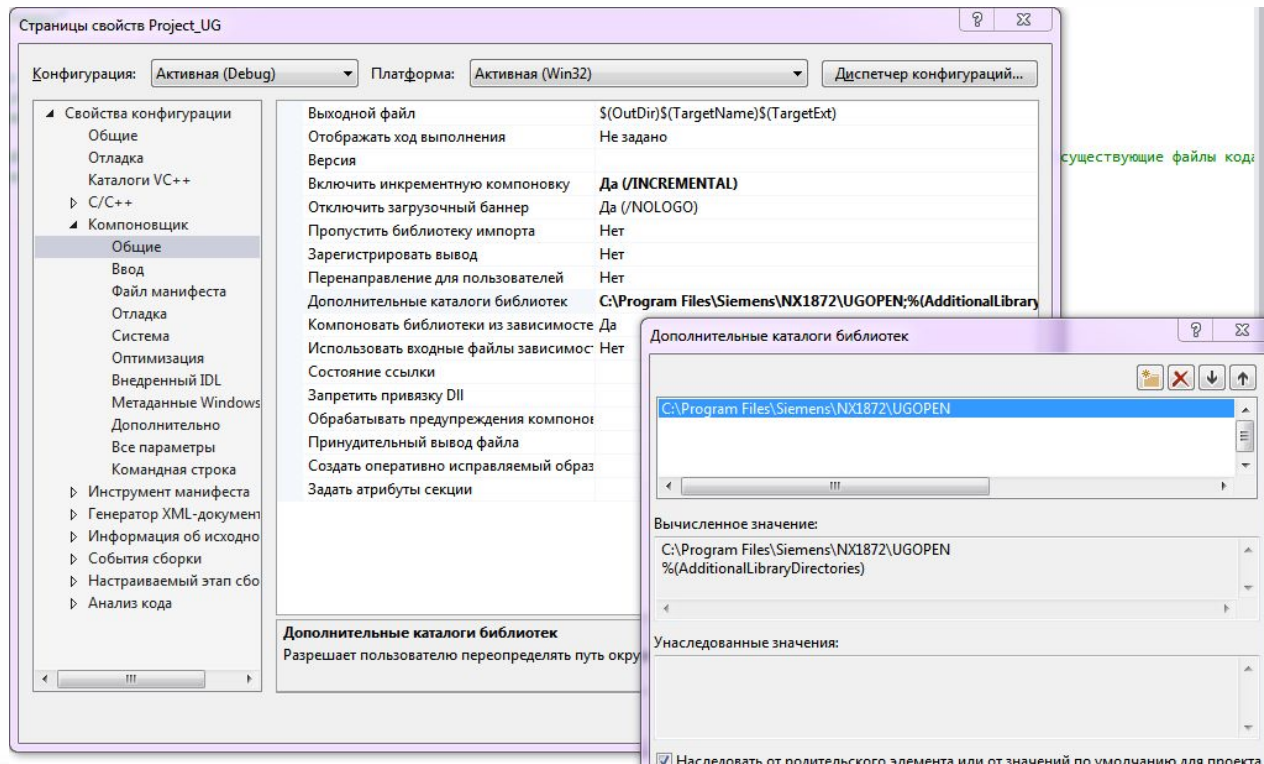 Страницы свойств Project_UG
Конфигурация: Активная (Debug) Платформа: Активная (Win32) Диспетчер конфигураций...
Свойства конфигурации
Общие
Отладка
Каталоги VC++
C/C++
Компоновщик
Общие
Ввод
Файл манифеста
Отладка
Система
Оптимизация
Внедренный IDL
Метаданные Windows
Дополнительно
Все параметры
Командная строка
Инструмент манифеста
Генератор XML-документ
Информация об исходно
События сборки
Настраиваемый этап сбо
Анализ кода
Выходной файл $(OutDir)$(TargetName)$(TargetExt)
Отображать ход выполнения Не задано
Версия
Включить инкрементную компоновку Да (/INCREMENTAL)
Отключить загрузочный баннер Да (/NOLOGO)
Пропустить библиотеку импорта Нет
Зарегистрировать вывод Нет
Перенаправление для пользователей Нет
Дополнительные каталоги библиотек C:\Program Files\Siemens\NX1872\UGOPEN;%(AdditionalLibrary
Компоновать библиотеки из зависимосте Да
Использовать входные файлы зависимос Нет
Состояние ссылки
Запретить привязку Dll
Обрабатывать предупреждения компонов
Принудительный вывод файла
Создать оперативно исправляемый образ
Задать атрибуты секции
Дополнительные каталоги библиотек
Разрешает пользователю переопределять путь окру
существующие файлы кода
Дополнительные каталоги библиотек
C:\Program Files\Siemens\NX1872\UGOPEN
Вычисленное значение:
C:\Program Files\Siemens\NX1872\UGOPEN
%(AdditionalLibraryDirectories)
Унаследованные значения:
Наследовать от родительского элемента или от значений по умолчанию для проекта